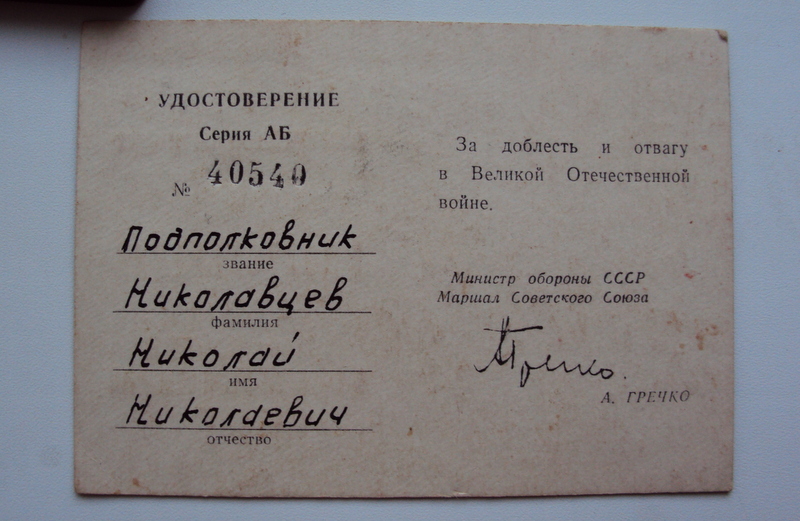 УДОСТОВЕРЕНИЕ
Серия АБ
№ 40540
Подполковник
звание
Николавцев
фамилия
Николай
имя
Николаевич
отчество
За доблесть и отвагу
в Великой Отечественной
войне.
Министр обороны СССР
Маршал Советского Союза
АГречко.
А. ГРЕЧКО